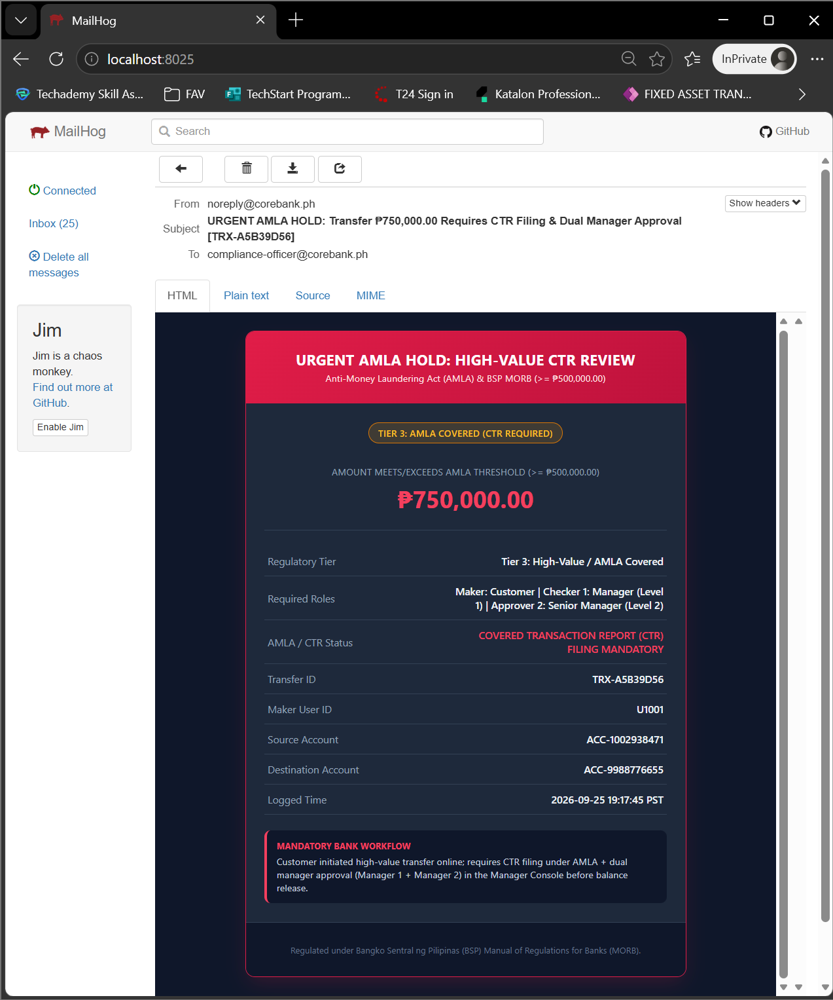 MailHog
localhost:8025
InPrivate
Techademy Skill As...
FAV
TechStart Program...
T24 Sign in
Katalon Profession...
FIXED ASSET TRAN...
MailHog
Search
GitHub
Connected
Inbox (25)
Delete all
messages
Jim
Jim is a chaos
monkey.
Find out more at
GitHub.
Enable Jim
From noreply@corebank.ph
Show headers
Subject URGENT AMLA HOLD: Transfer ₱750,000.00 Requires CTR Filing & Dual Manager Approval
[TRX-A5B39D56]
To compliance-officer@corebank.ph
HTML Plain text Source MIME
URGENT AMLA HOLD: HIGH-VALUE CTR REVIEW
Anti-Money Laundering Act (AMLA) & BSP MORB (>= ₱500,000.00)
TIER 3: AMLA COVERED (CTR REQUIRED)
AMOUNT MEETS/EXCEEDS AMLA THRESHOLD (>= ₱500,000.00)
₱750,000.00
Regulatory Tier Tier 3: High-Value / AMLA Covered
Required Roles Maker: Customer | Checker 1: Manager (Level
1) | Approver 2: Senior Manager (Level 2)
AMLA / CTR Status COVERED TRANSACTION REPORT (CTR)
FILING MANDATORY
Transfer ID TRX-A5B39D56
Maker User ID U1001
Source Account ACC-1002938471
Destination Account ACC-9988776655
Logged Time 2026-09-25 19:17:45 PST
MANDATORY BANK WORKFLOW
Customer initiated high-value transfer online; requires CTR filing under AMLA + dual
manager approval (Manager 1 + Manager 2) in the Manager Console before balance
release.
Regulated under Bangko Sentral ng Pilipinas (BSP) Manual of Regulations for Banks (MORB).